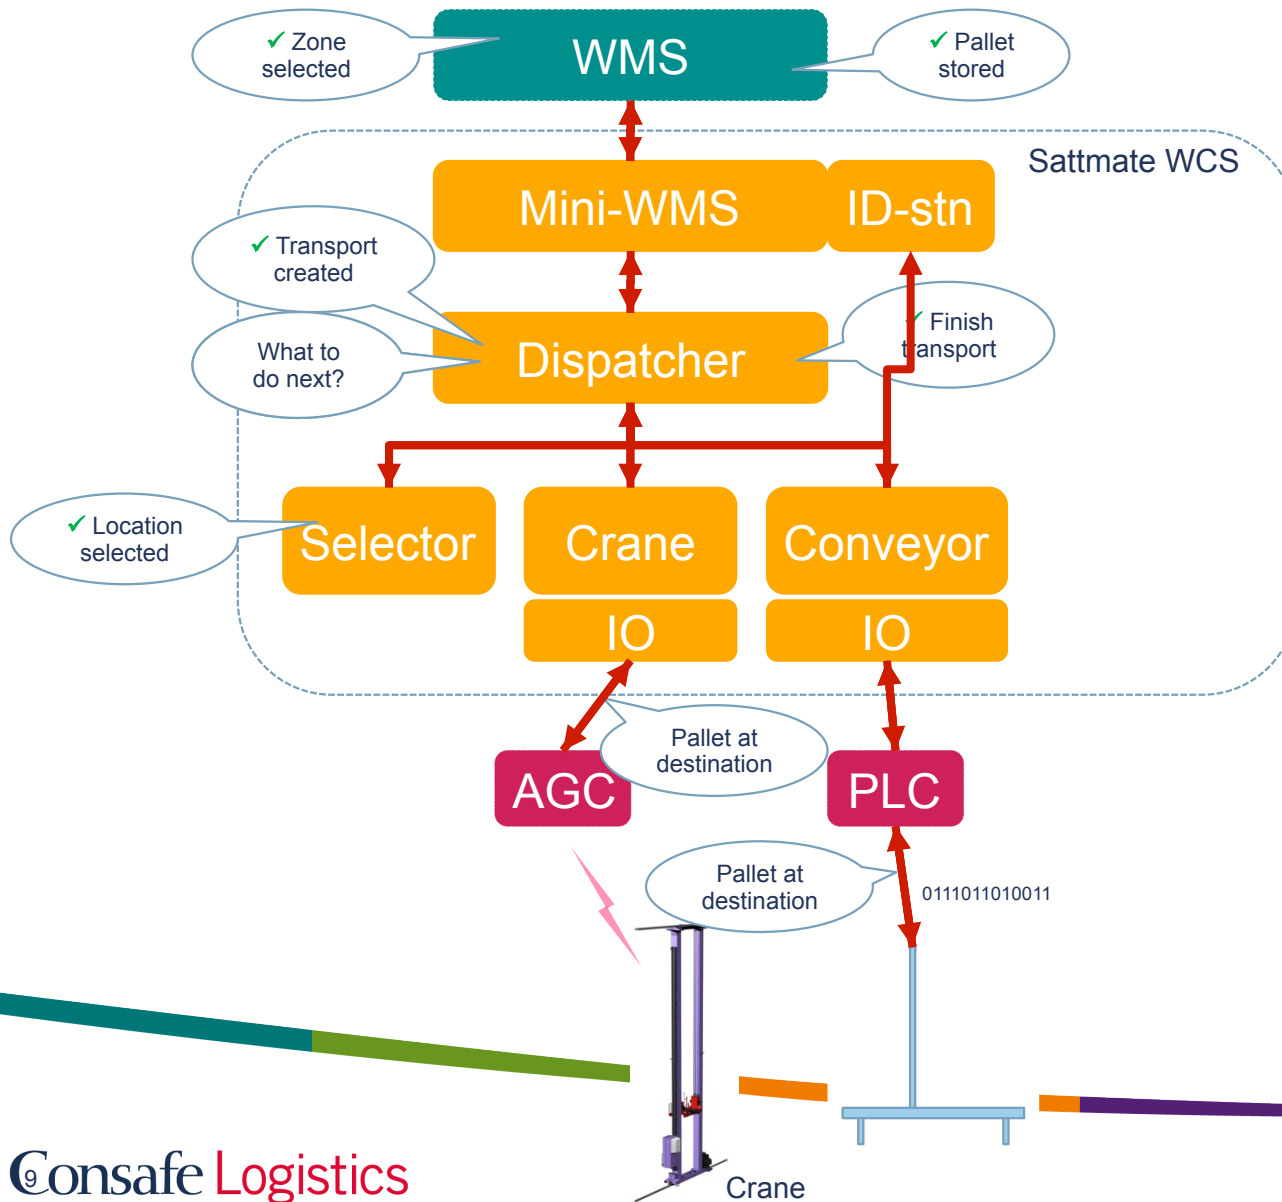 ✓ Zone
selected
WMS
✓ Pallet
stored
Sattmate WCS
Mini-WMS
ID-stn
✓ Transport
created
What to
do next?
Dispatcher
✓ Finish
transport
✓ Location
selected
Selector
Crane
Conveyor
IO
IO
Pallet at
destination
AGC
PLC
Pallet at
destination
0111011010011
9
Consafe Logistics
Crane